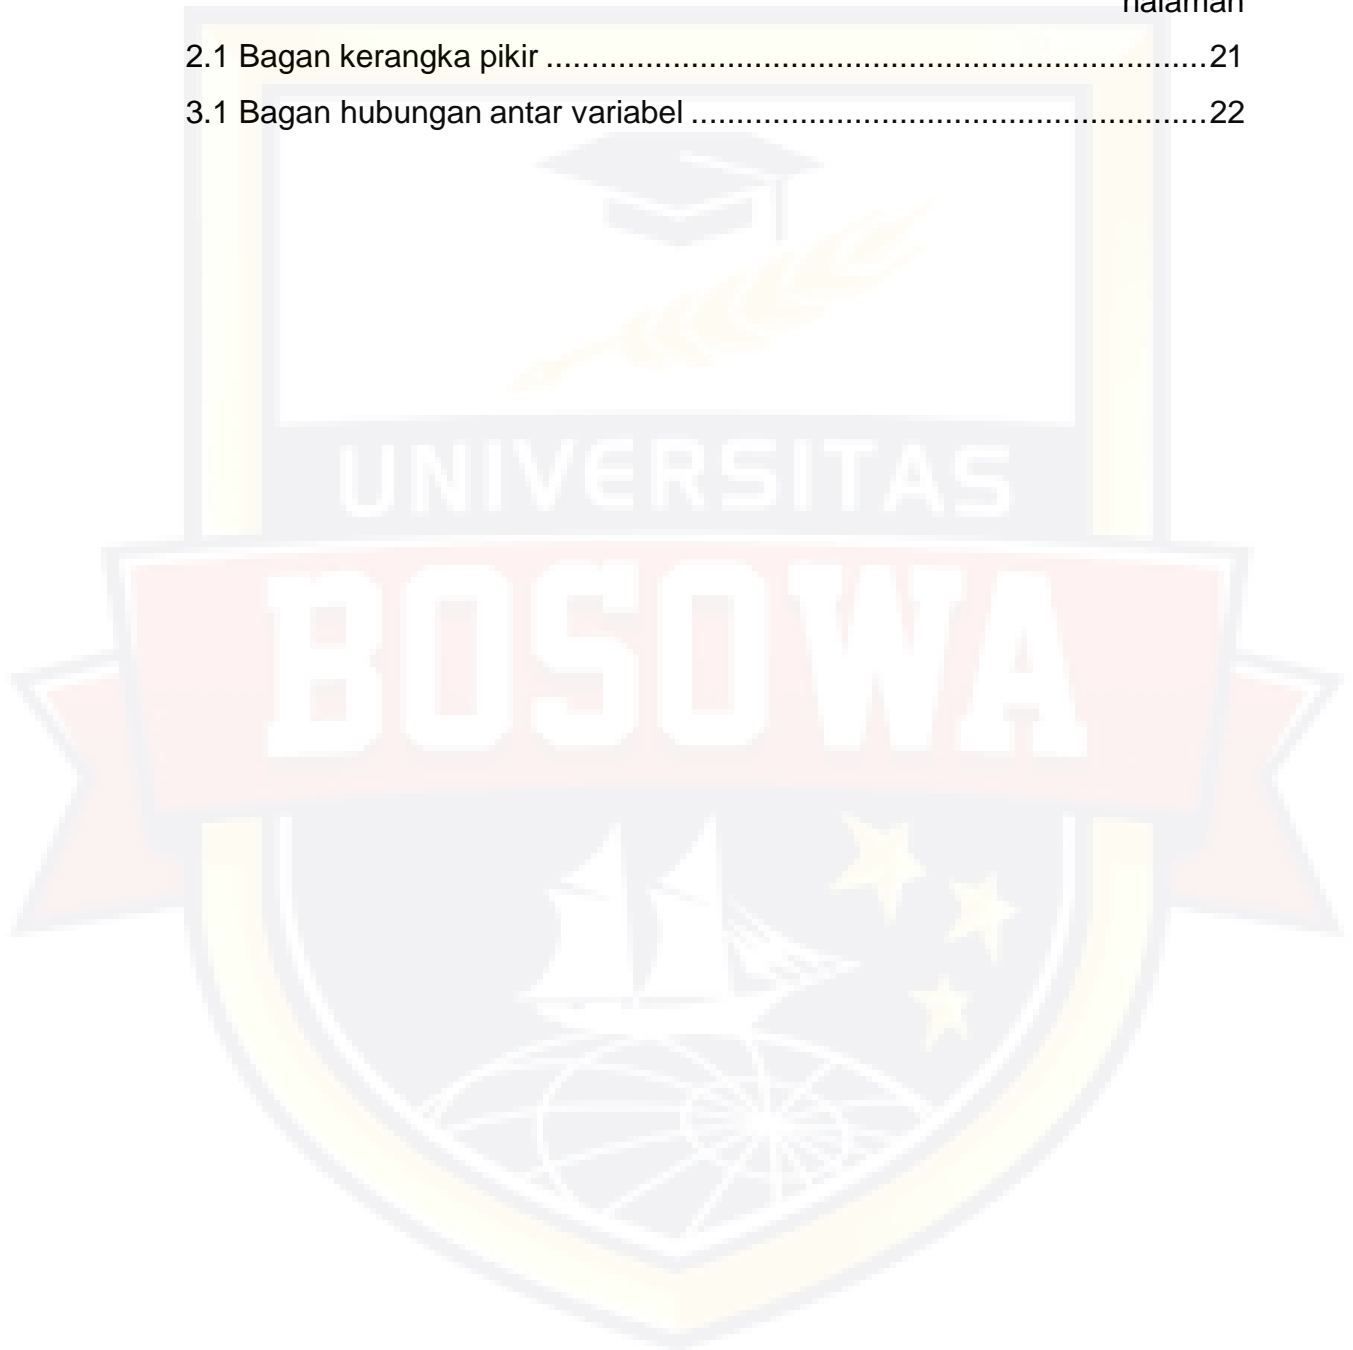 halaman
2.1 Bagan kerangka pikir ..........................................................................21
3.1 Bagan hubungan antar variabel ..........................................................22
UNIVERSITAS
BOSOWA